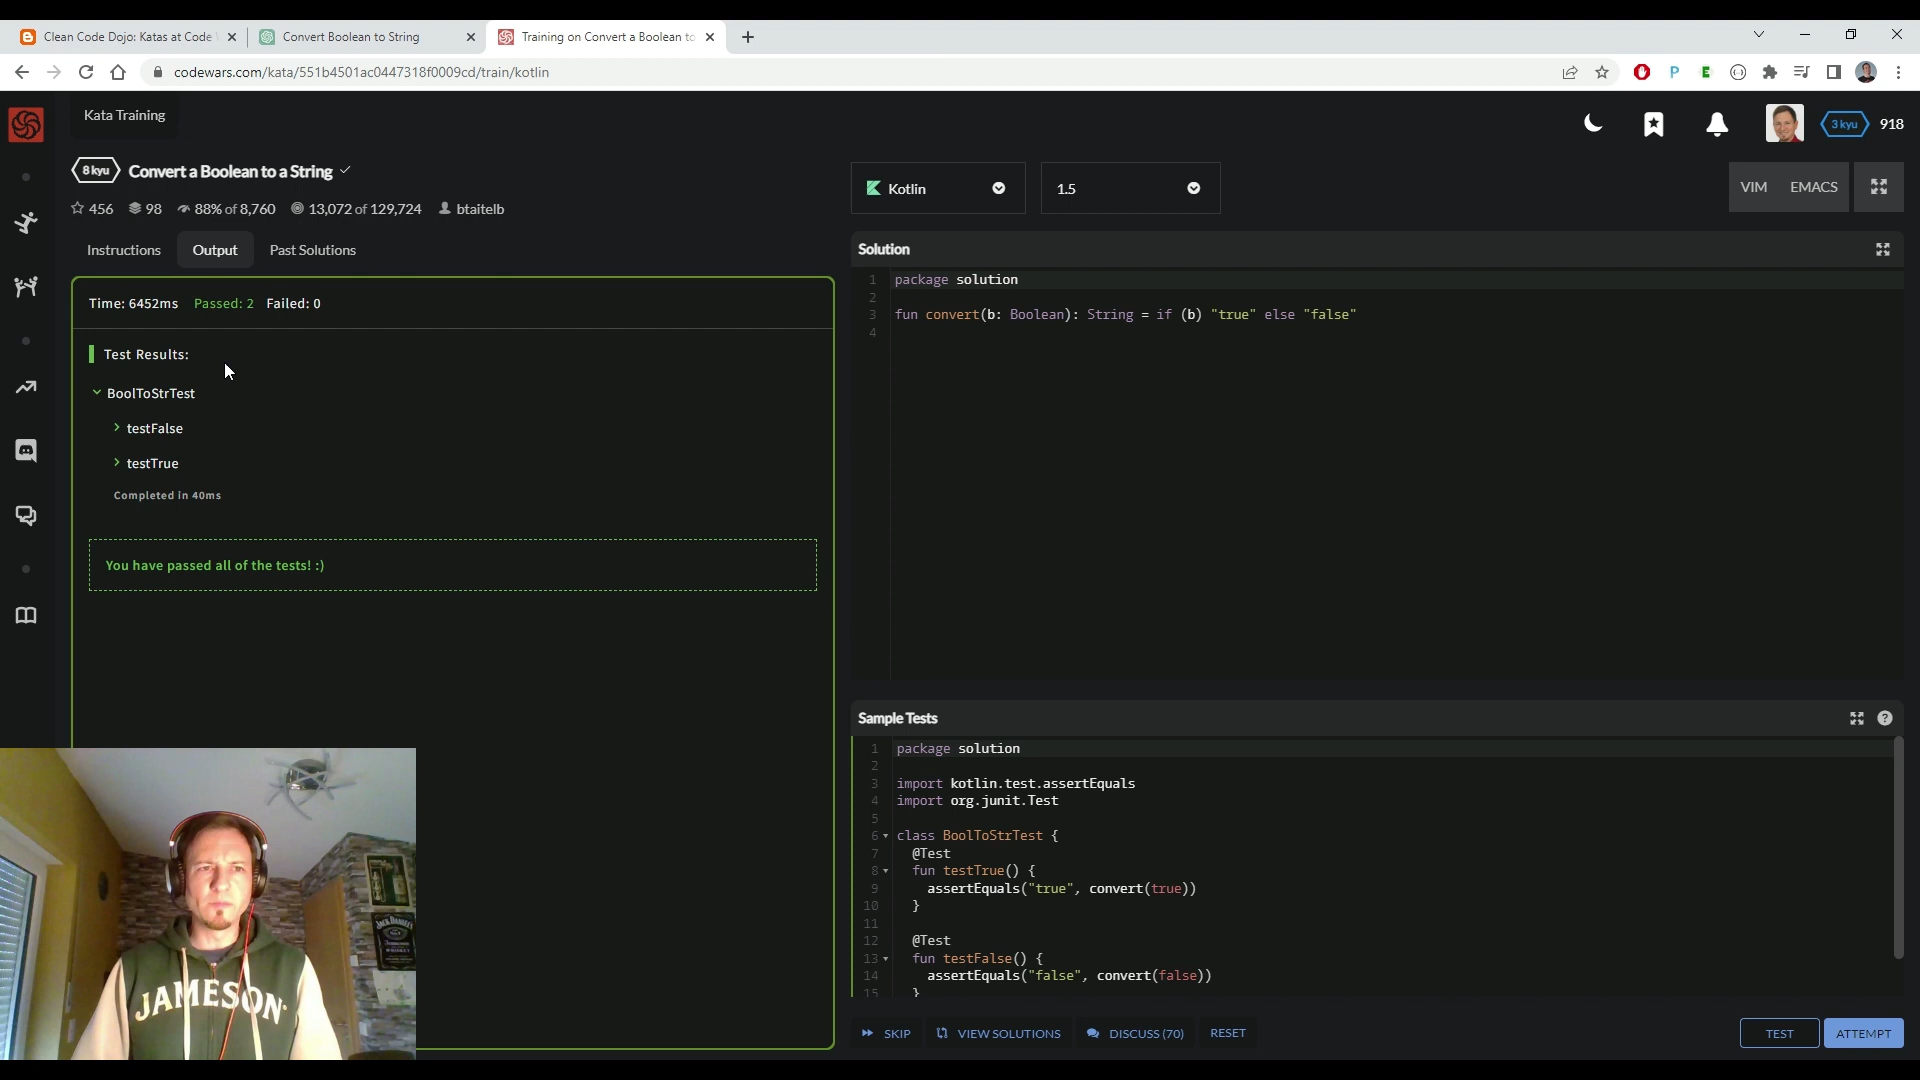 Clean Code Dojo: Katas at Code
Convert Boolean to String
Training on Convert a Boolean to
codewars.com/kata/551b4501ac0447318f0009cd/train/kotlin
Kata Training
3 kyu
918
8 kyu
Convert a Boolean to a String
456
98
88% of 8,760
13,072 of 129,724
btaitelb
Kotlin
1.5
VIM
EMACS
Instructions
Output
Past Solutions
Time: 6452ms Passed: 2 Failed: 0
Test Results:
BoolToStrTest
testFalse
testTrue
Completed in 40ms
You have passed all of the tests! :)
Solution
1 package solution
2
3 fun convert(b: Boolean): String = if (b) "true" else "false"
4
Sample Tests
1 package solution
2
3 import kotlin.test.assertEquals
4 import org.junit.Test
5
6 class BoolToStrTest {
7 @Test
8 fun testTrue() {
9 assertEquals("true", convert(true))
10 }
11
12 @Test
13 fun testFalse() {
14 assertEquals("false", convert(false))
15 }
SKIP
VIEW SOLUTIONS
DISCUSS (70)
RESET
TEST
ATTEMPT
JAMESON
JACK DANIEL'S